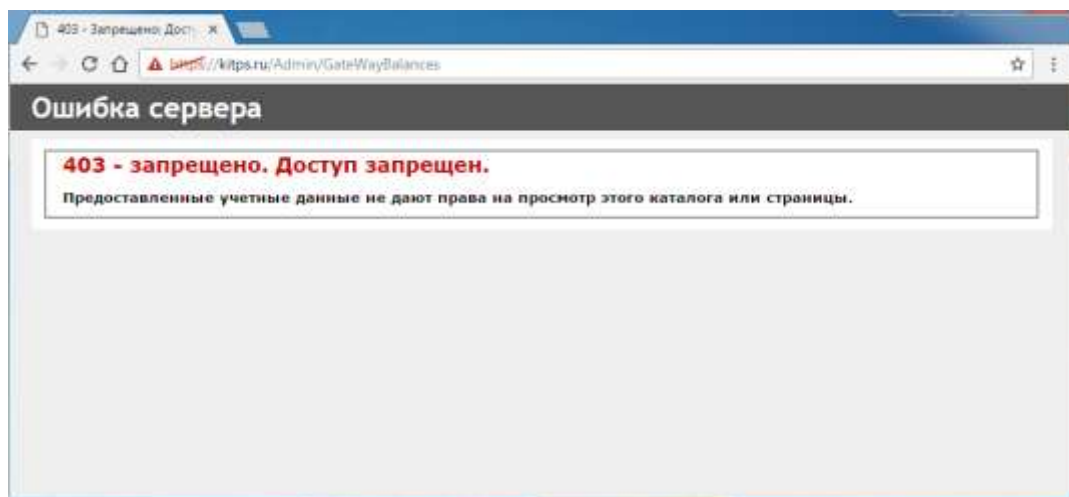 403 - Запрещено: Дост
https://kitps.ru/Admin/GateWayBalances
Ошибка сервера
403 - запрещено. Доступ запрещен.
Предоставленные учетные данные не дают права на просмотр этого каталога или страницы.